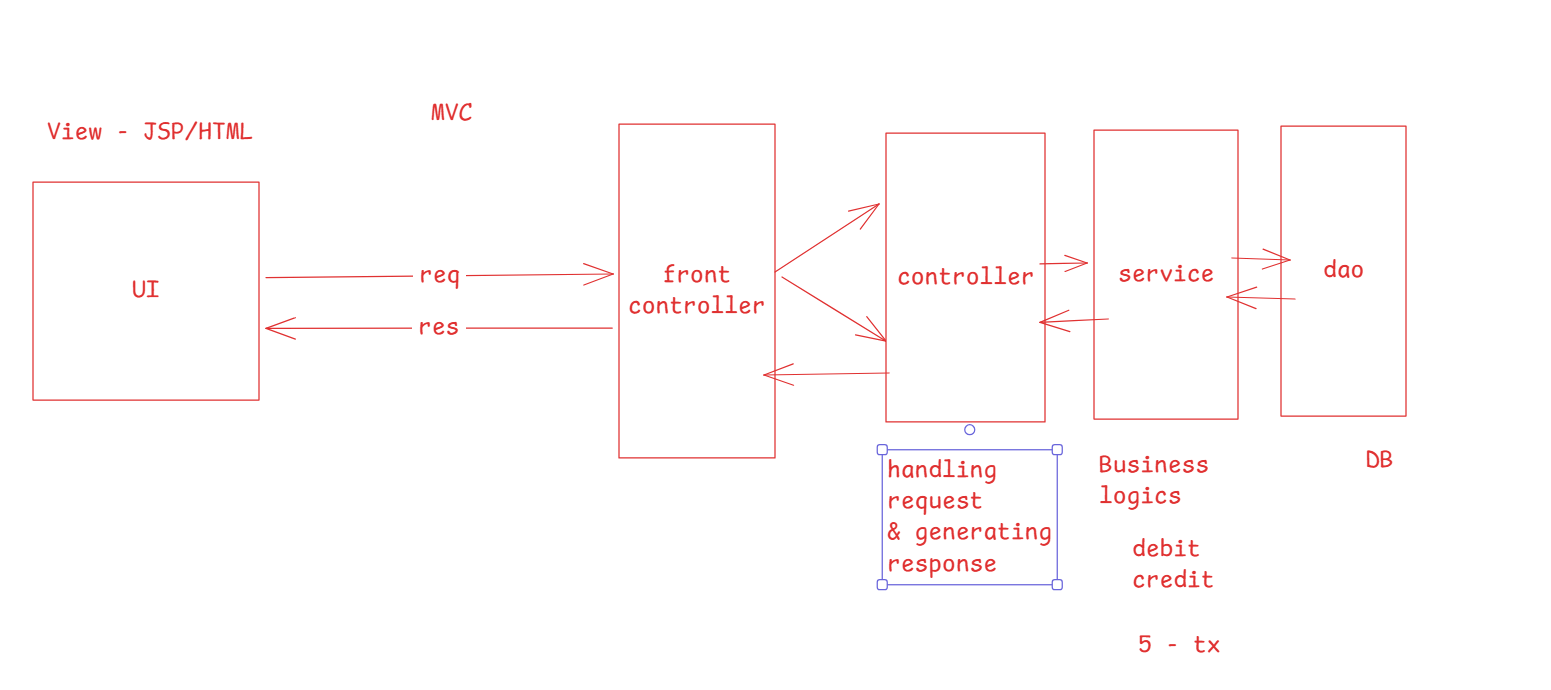 MVC
View - JSP/HTML
UI
req
res
front
controller
controller
service
dao
handling
request
& generating
response
Business
logics
debit
credit
5 - tx
DB